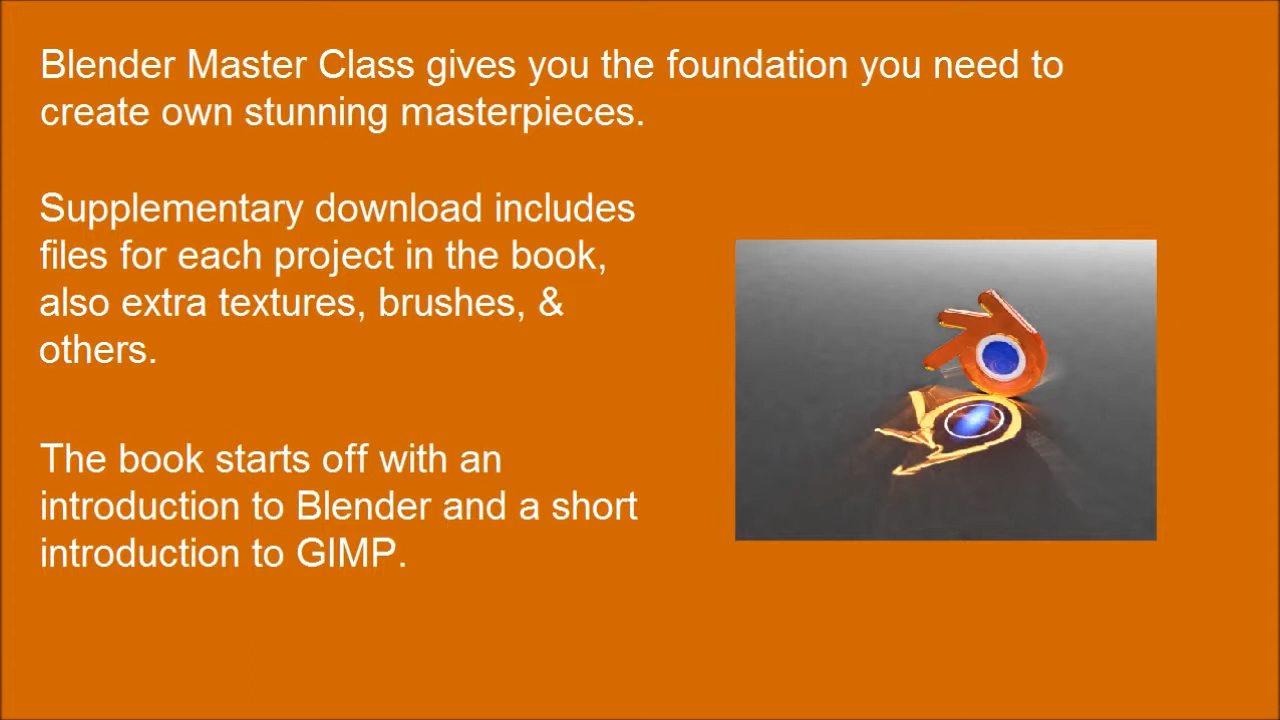 Blender Master Class gives you the foundation you need to
create own stunning masterpieces.
Supplementary download includes
files for each project in the book,
also extra textures, brushes, &
others.
The book starts off with an
introduction to Blender and a short
introduction to GIMP.